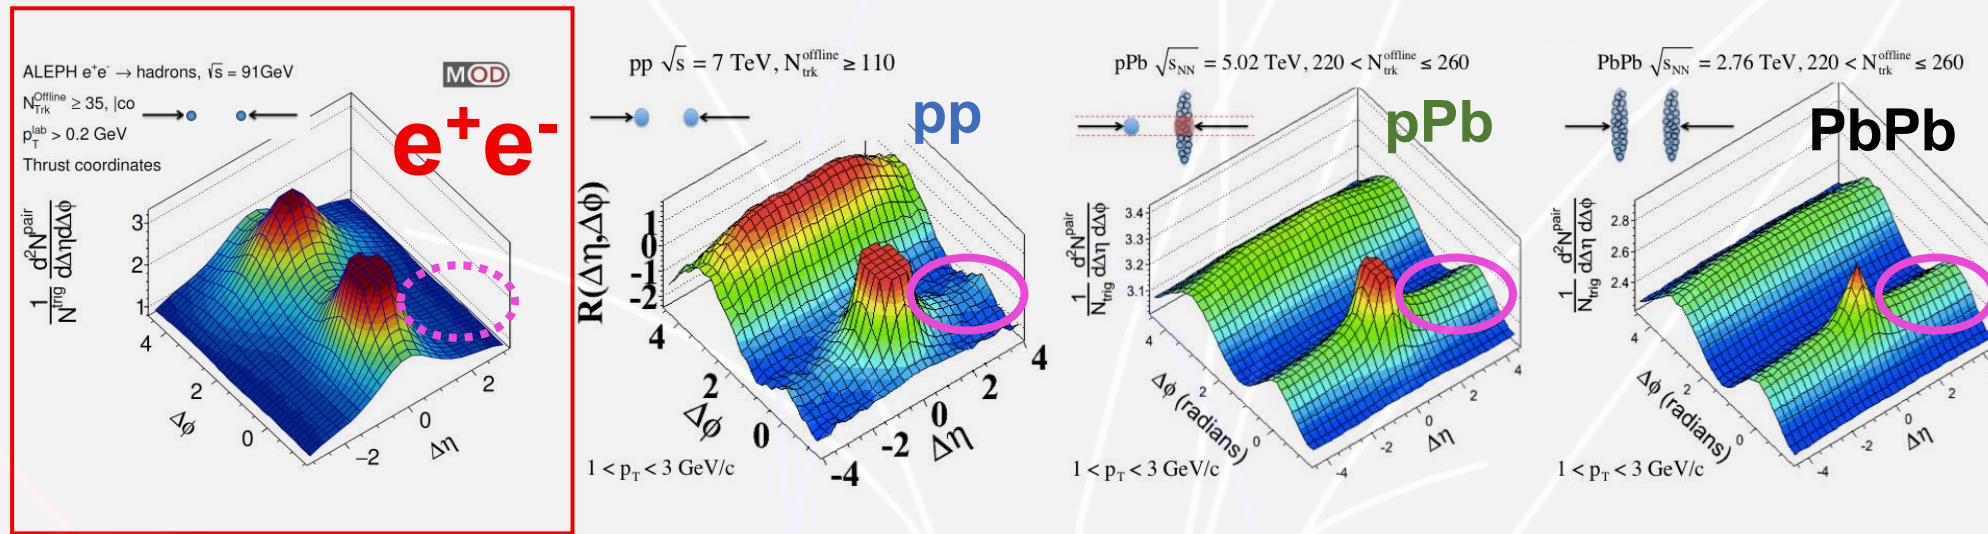 ALEPH e⁺e⁻ → hadrons, √s = 91GeV
N_Trk^Offline ≥ 35, |co
p_T^lab > 0.2 GeV
Thrust coordinates
MOD
e⁺e⁻
1/N^trig d²N^pair/dΔηdΔϕ
3
2
1
4
2
0
Δϕ
−2
0
2
Δη
pp √s = 7 TeV, N_trk^offline ≥ 110
pp
R(Δη,Δϕ)
1
0
-1
-2
4
2
0
Δϕ
-4
-2
0
2
4
Δη
1 < p_T < 3 GeV/c
pPb √s_NN = 5.02 TeV, 220 < N_trk^offline ≤ 260
pPb
1/N_trig d²N^pair/dΔη dΔϕ
3.4
3.3
3.2
3.1
4
2
0
Δϕ (radians)
-4
-2
0
2
4
Δη
1 < p_T < 3 GeV/c
PbPb √s_NN = 2.76 TeV, 220 < N_trk^offline ≤ 260
PbPb
1/N_trig d²N^pair/dΔη dΔϕ
2.8
2.6
2.4
4
2
0
Δϕ (radians)
-4
-2
0
2
Δη
1 < p_T < 3 GeV/c